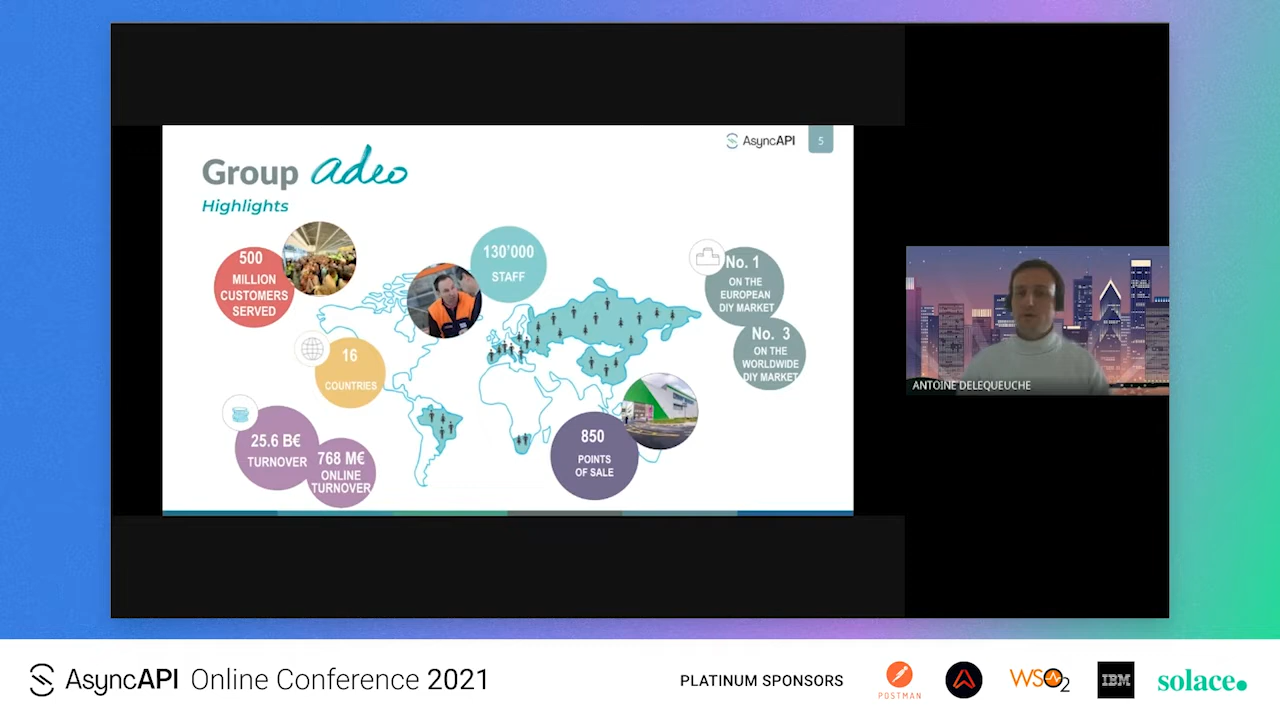 AsyncAPI
5
Group adeo
Highlights
500
MILLION
CUSTOMERS
SERVED
130'000
STAFF
No. 1
ON THE
EUROPEAN
DIY MARKET
No. 3
ON THE
WORLDWIDE
DIY MARKET
16
COUNTRIES
25.6 B€
TURNOVER
768 M€
ONLINE
TURNOVER
850
POINTS
OF SALE
ANTOINE DELEQUEUCHE
AsyncAPI Online Conference 2021
PLATINUM SPONSORS
POSTMAN
WSO2
IBM
solace.